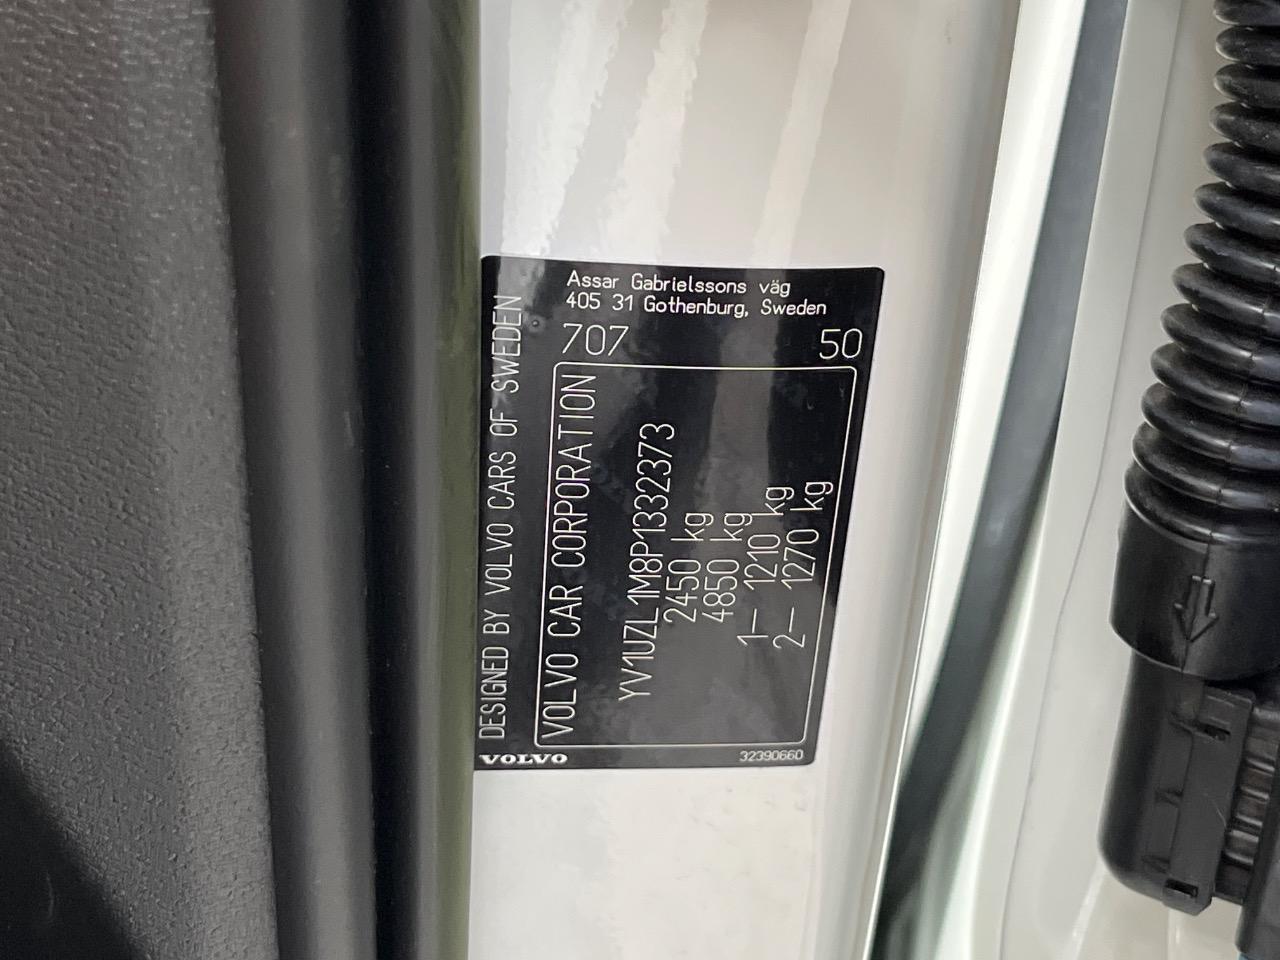 Assar Gabrielssons väg
405 31 Gothenburg, Sweden
707 50
DESIGNED BY VOLVO CARS OF SWEDEN
VOLVO CAR CORPORATION
YV1UZL1M8P1332373
2450 kg
4850 kg
1— 1210 kg
2— 1270 kg
VOLVO 32390660